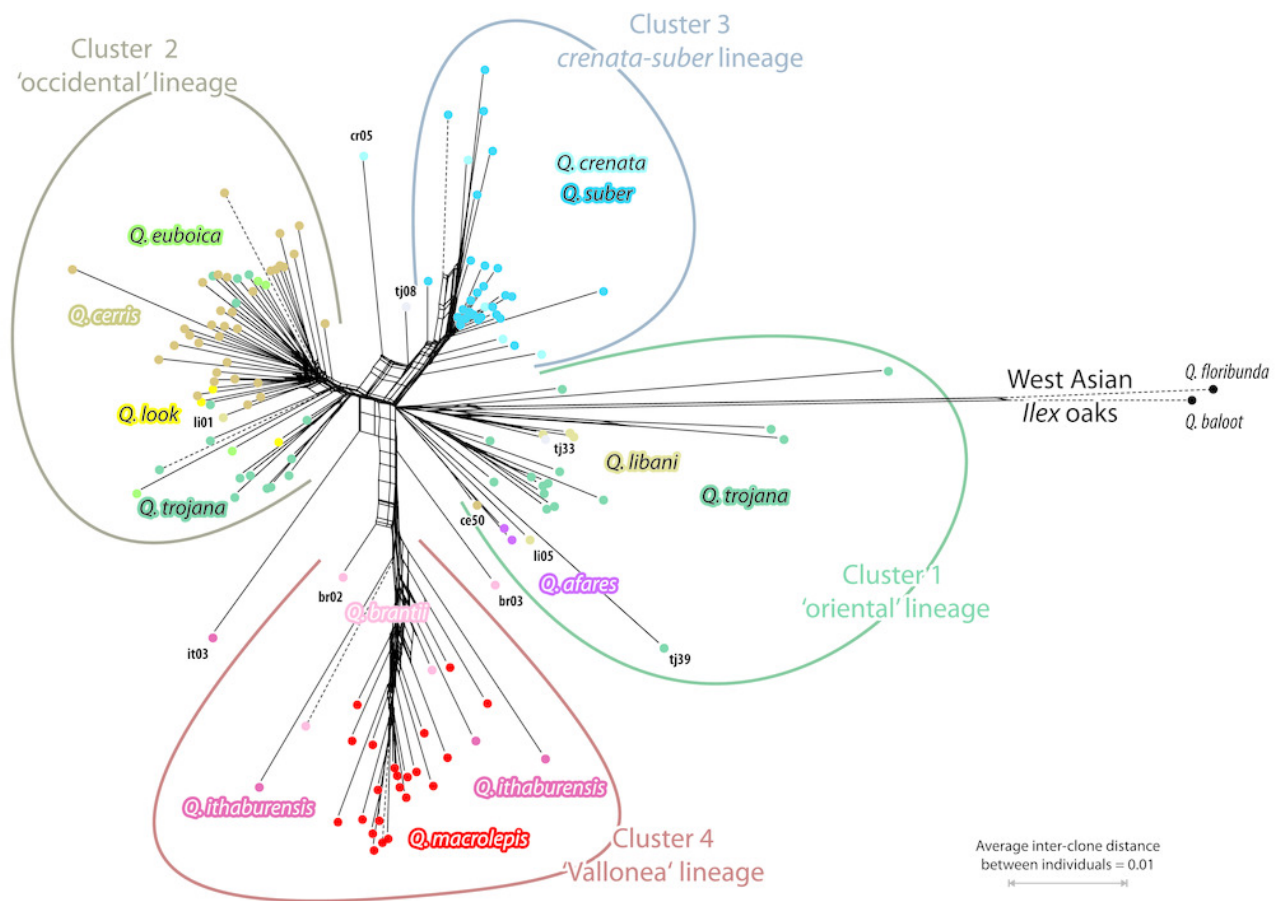 Cluster 2
'occidental' lineage
Cluster 3
crenata-suber lineage
cr05
Q. crenata
Q. suber
Q. euboica
tj08
Q. cerris
West Asian
Ilex oaks
Q. floribunda
Q. baloot
Q. look
li01
tj33
Q. libani
Q. trojana
Q. trojana
ce50
li05
Q. afares
Cluster 1
'oriental' lineage
br02
br03
Q. brantii
it03
tj39
Q. ithaburensis
Q. ithaburensis
Q. macrolepis
Cluster 4
'Vallonea' lineage
Average inter-clone distance
between individuals = 0.01